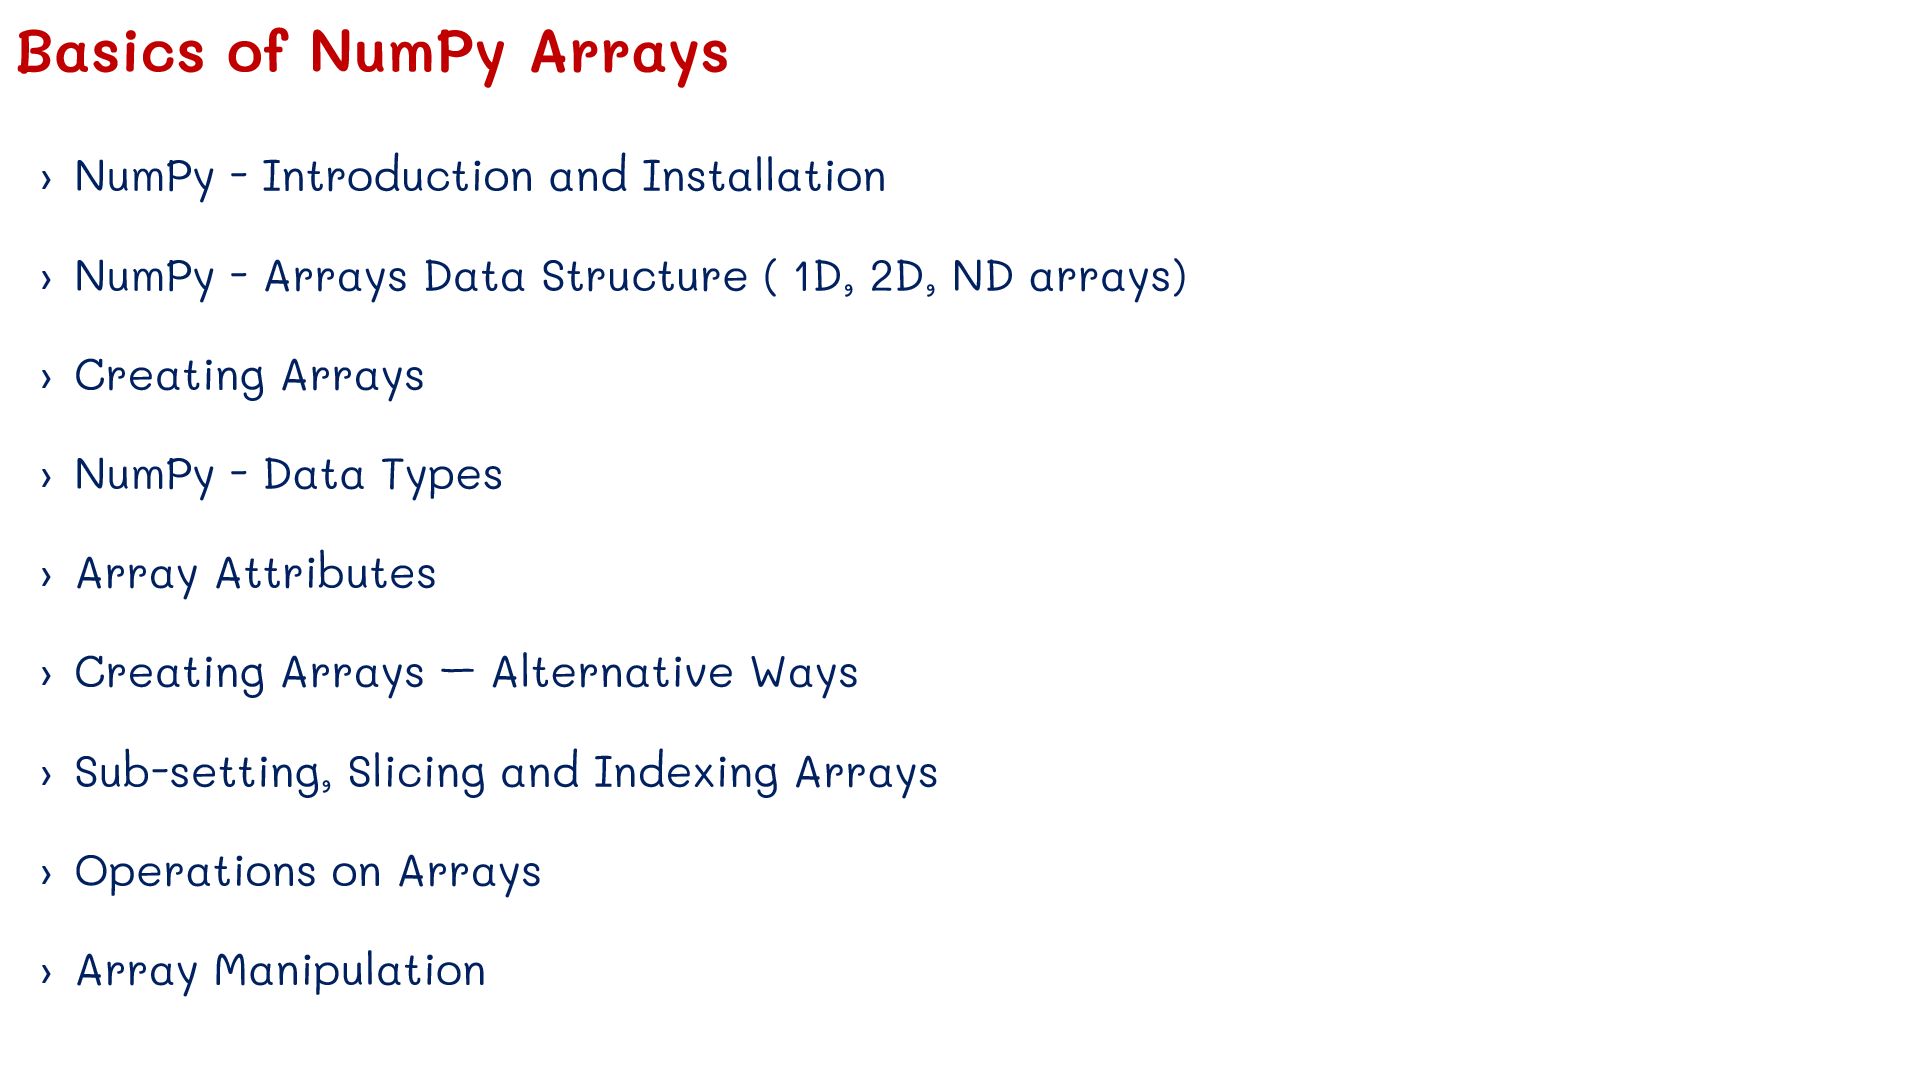 Basics of NumPy Arrays
› NumPy - Introduction and Installation
› NumPy - Arrays Data Structure ( 1D, 2D, ND arrays)
› Creating Arrays
› NumPy - Data Types
› Array Attributes
› Creating Arrays — Alternative Ways
› Sub-setting, Slicing and Indexing Arrays
› Operations on Arrays
› Array Manipulation